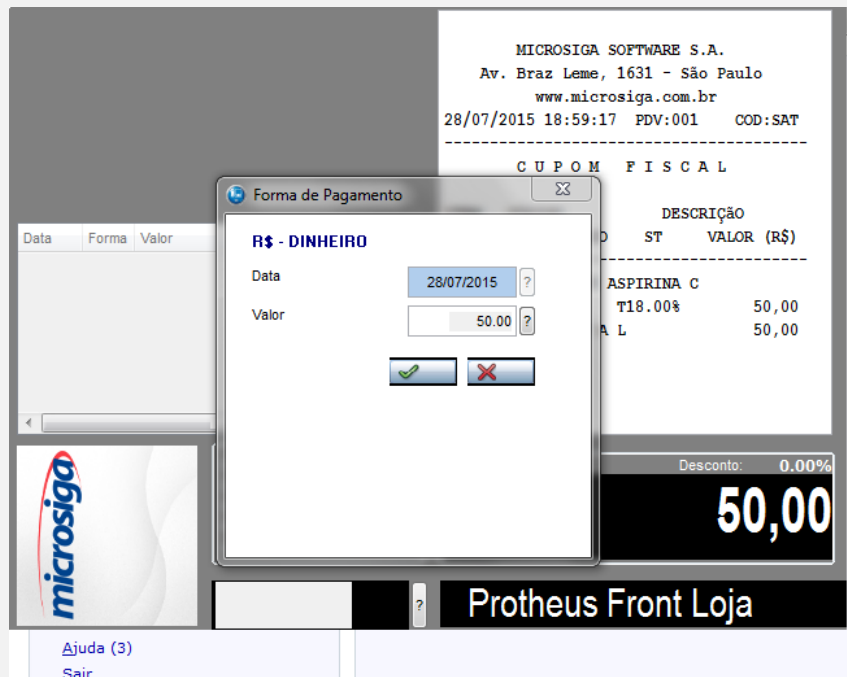 MICROSIGA SOFTWARE S.A.
Av. Braz Leme, 1631 - São Paulo
www.microsiga.com.br
28/07/2015 18:59:17 PDV:001 COD:SAT
----------------------------------------
C U P O M F I S C A L
DESCRIÇãO
ST VALOR (R$)
----------------------------------------
ASPIRINA C
T18.00% 50,00
A L 50,00
Data Forma Valor
Forma de Pagamento
R$ - DINHEIRO
Data 28/07/2015 ?
Valor 50.00 ?
microsiga
Desconto: 0.00%
50,00
?
Protheus Front Loja
Ajuda (3)
Sair